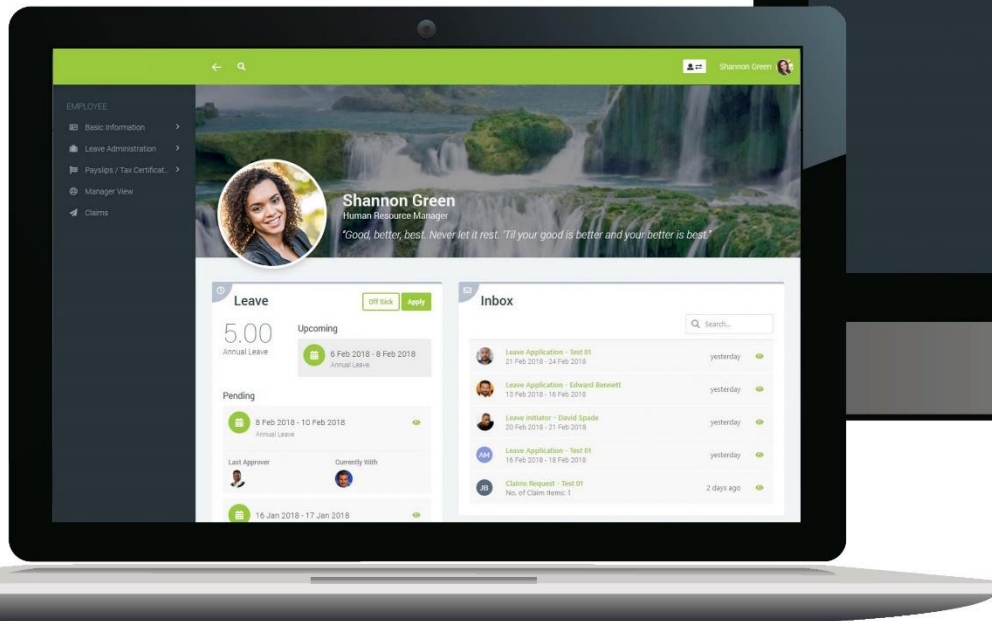 Shannon Green
EMPLOYEE
Basic Information
Leave Administration
Payslips / Tax Certificat..
Manager View
Claims
Shannon Green
Human Resource Manager
"Good, better, best. Never let it rest. 'Til your good is better and your better is best."
Leave
Off Sick
Apply
5.00
Annual Leave
Upcoming
6 Feb 2018 - 8 Feb 2018
Annual Leave
Pending
8 Feb 2018 - 10 Feb 2018
Annual Leave
Last Approver
Currently With
16 Jan 2018 - 17 Jan 2018
Inbox
Search..
Leave Application - Test 01
21 Feb 2018 - 24 Feb 2018
yesterday
Leave Application - Edward Bennett
13 Feb 2018 - 16 Feb 2018
yesterday
Leave initiator - David Spade
20 Feb 2018 - 21 Feb 2018
yesterday
AM
Leave Application - Test 01
16 Feb 2018 - 18 Feb 2018
yesterday
JB
Claims Request - Test 01
No. of Claim Items: 1
2 days ago